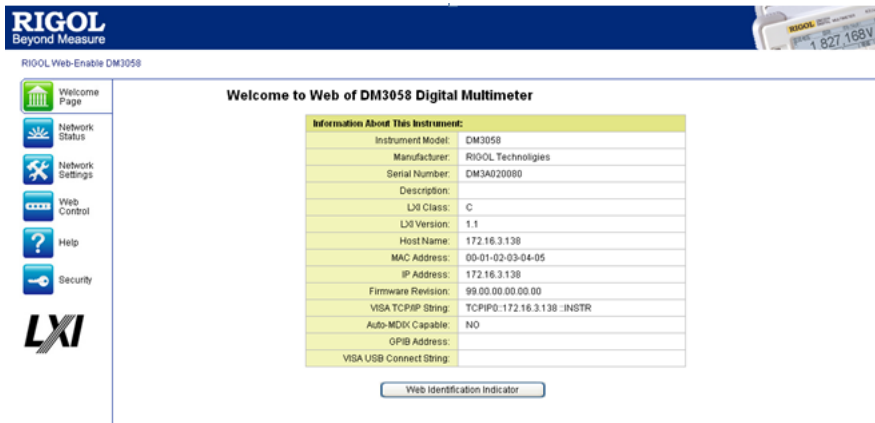 RIGOL
Beyond Measure
RIGOL
1.827,168V
RIGOL Web-Enable DM3058
Welcome Page
Network Status
Network Settings
Web Control
Help
Security
LXI
Welcome to Web of DM3058 Digital Multimeter
Information About This Instrument:
Instrument Model: DM3058
Manufacturer: RIGOL Technoligies
Serial Number: DM3A020080
Description:
LXI Class: C
LXI Version: 1.1
Host Name: 172.16.3.138
MAC Address: 00-01-02-03-04-05
IP Address: 172.16.3.138
Firmware Revision: 99.00.00.00.00.00
VISA TCP/IP String: TCPIP0::172.16.3.138::INSTR
Auto-MDIX Capable: NO
GPIB Address:
VISA USB Connect String:
Web Identification Indicator